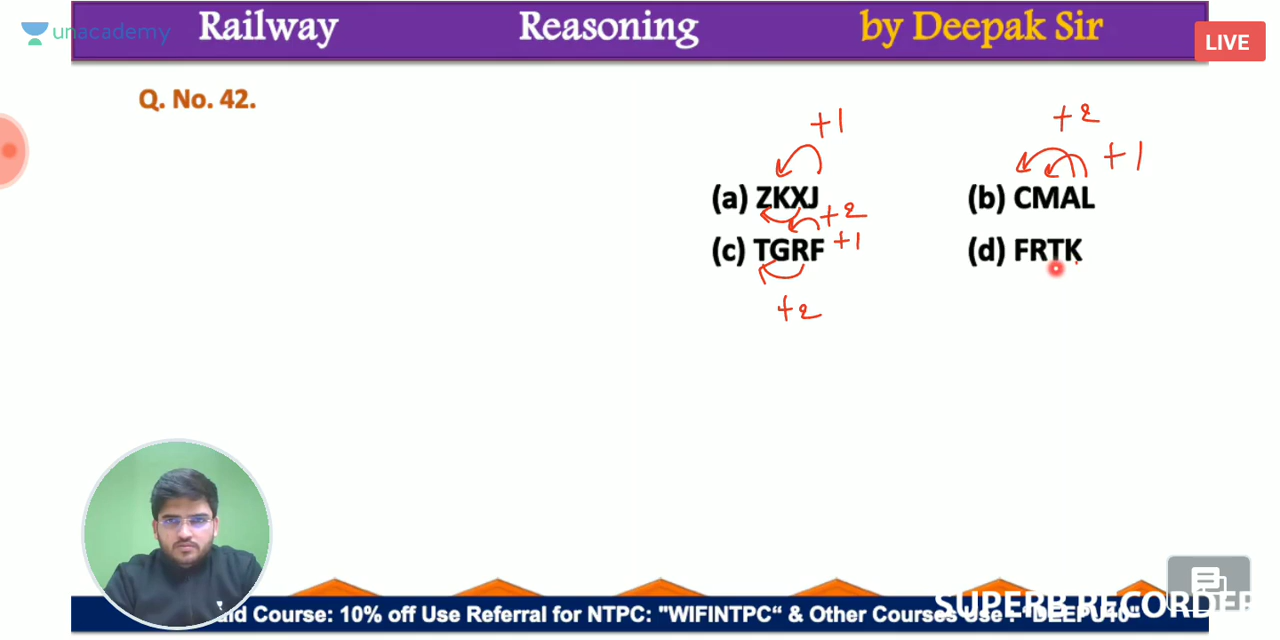 unacademy
Railway Reasoning by Deepak Sir
LIVE
Q. No. 42.
+1
+2
+1
(a) ZKXJ (b) CMAL
+2
(c) TGRF +1 (d) FRTK
+2
aid Course: 10% off Use Referral for NTPC: "WIFINTPC" & Other Courses Use :
SUPERB RECORDER